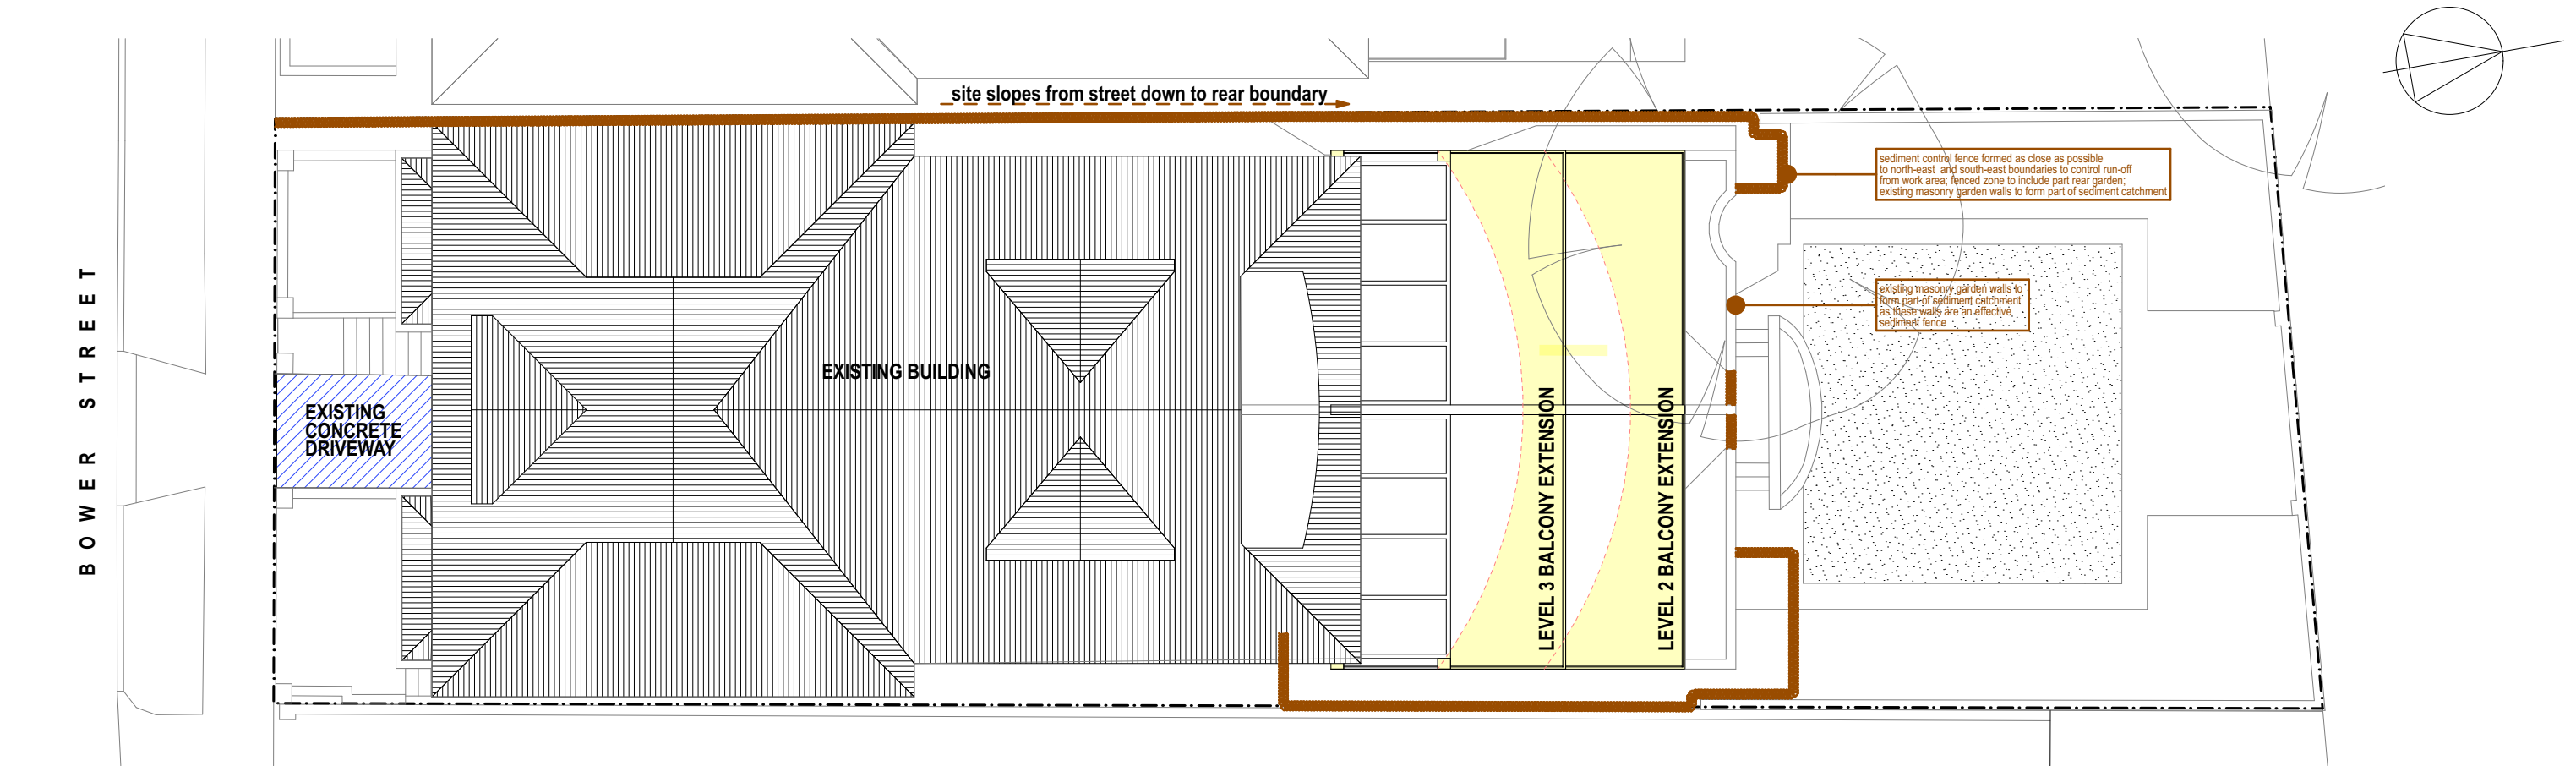 site slopes from street down to rear boundary
sediment control fence formed as close as possible
to north-east and south-east boundaries to control run-off
from work area; fenced zone to include part rear garden;
existing masonry garden walls to form part of sediment catchment
existing masonry garden walls to
form part of sediment catchment
as these walls are an effective
sediment fence
BOWER STREET
EXISTING BUILDING
EXISTING
CONCRETE
DRIVEWAY
LEVEL 3 BALCONY EXTENSION
LEVEL 2 BALCONY EXTENSION